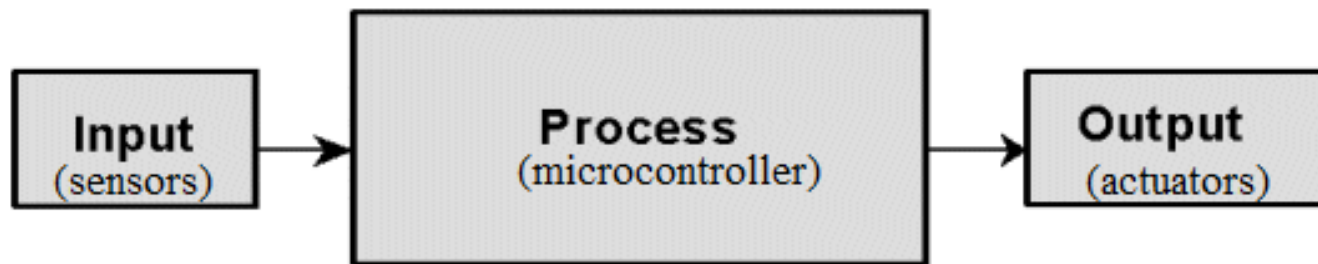 Input
(sensors)
Process
(microcontroller)
Output
(actuators)